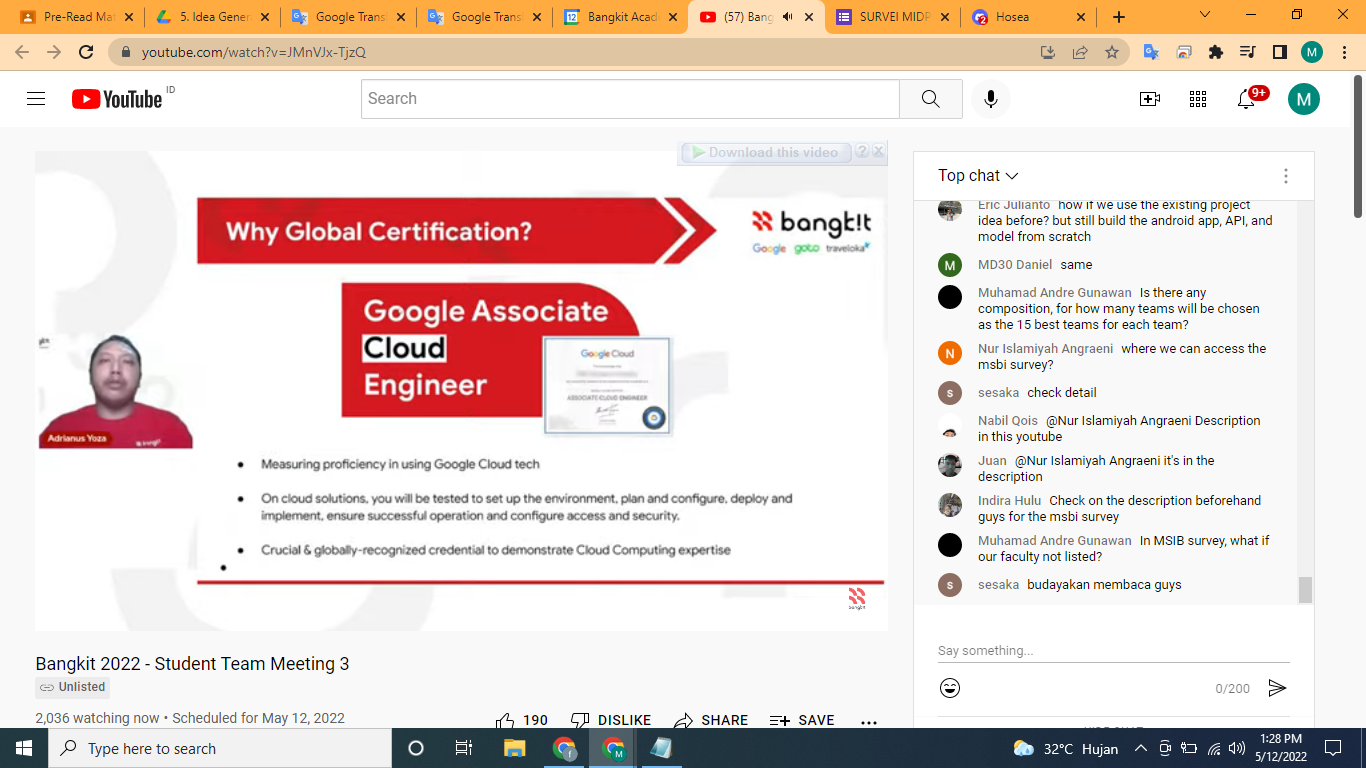 Pre-Read Mat
5. Idea Gener
Google Trans
Google Trans
Bangkit Acad
(57) Bang
SURVEI MIDP
Hosea
youtube.com/watch?v=JMnVJx-TjzQ
M
YouTube ID
Search
9+
M
Download this video
Why Global Certification?
bangk!t
Google goto traveloka
Google Associate
Cloud
Engineer
Google Cloud
ASSOCIATE CLOUD ENGINEER
Adrianus Yoza
Measuring proficiency in using Google Cloud tech
On cloud solutions, you will be tested to set up the environment, plan and configure, deploy and
implement, ensure successful operation and configure access and security.
Crucial & globally-recognized credential to demonstrate Cloud Computing expertise
bangk!t
Bangkit 2022 - Student Team Meeting 3
Unlisted
2,036 watching now • Scheduled for May 12, 2022
190
DISLIKE
SHARE
SAVE
Top chat
Eric Julianto how if we use the existing project
idea before? but still build the android app, API, and
model from scratch
M
MD30 Daniel same
Muhamad Andre Gunawan Is there any
composition, for how many teams will be chosen
as the 15 best teams for each team?
N
Nur Islamiyah Angraeni where we can access the
msbi survey?
s
sesaka check detail
Nabil Qois @Nur Islamiyah Angraeni Description
in this youtube
Juan @Nur Islamiyah Angraeni it's in the
description
Indira Hulu Check on the description beforehand
guys for the msbi survey
Muhamad Andre Gunawan In MSIB survey, what if
our faculty not listed?
s
sesaka budayakan membaca guys
Say something...
0/200
Type here to search
32°C Hujan
1:28 PM
5/12/2022